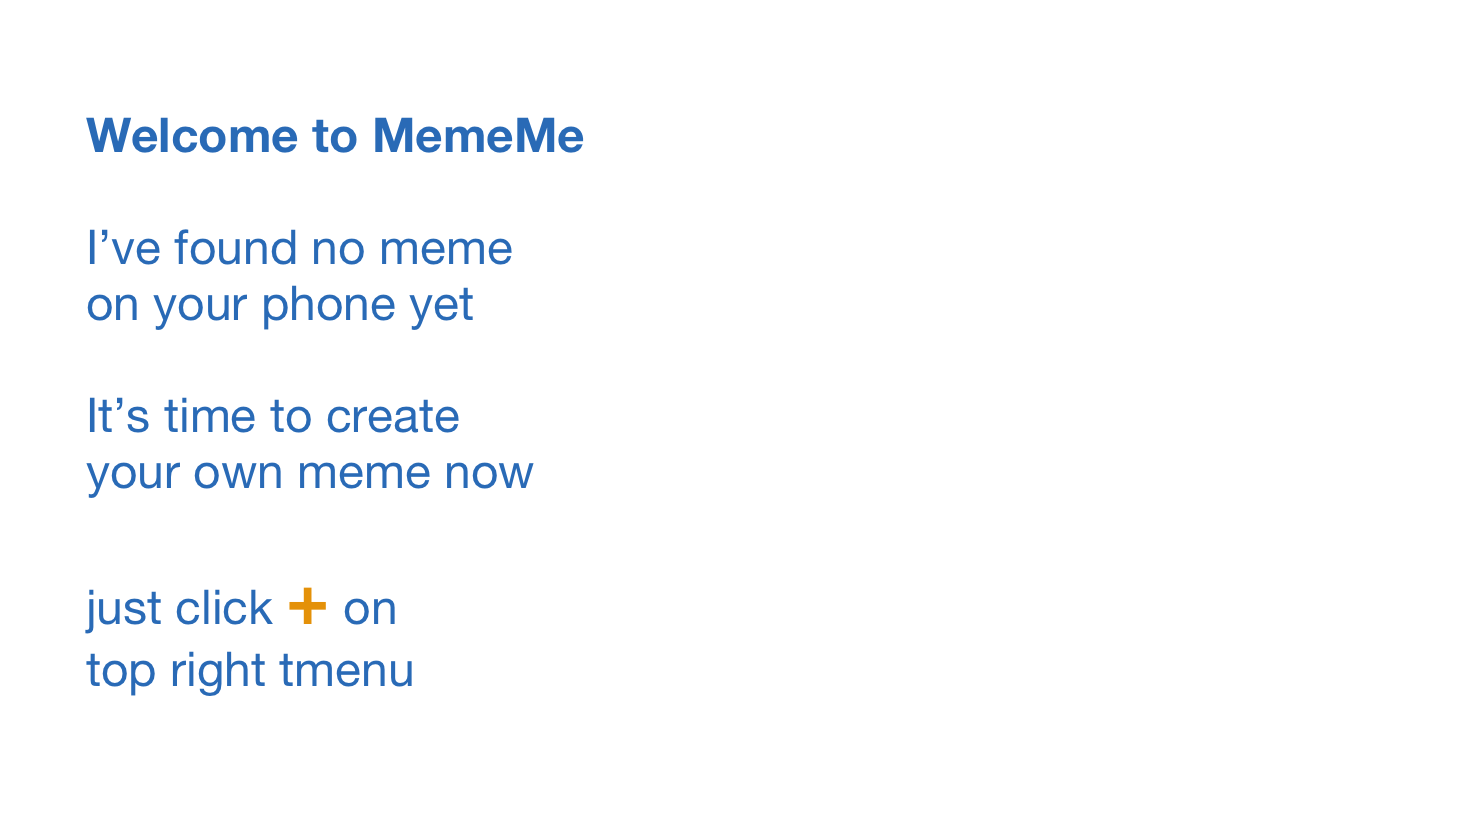 Welcome to MemeMe
I’ve found no meme
on your phone yet
It’s time to create
your own meme now
just click + on
top right tmenu